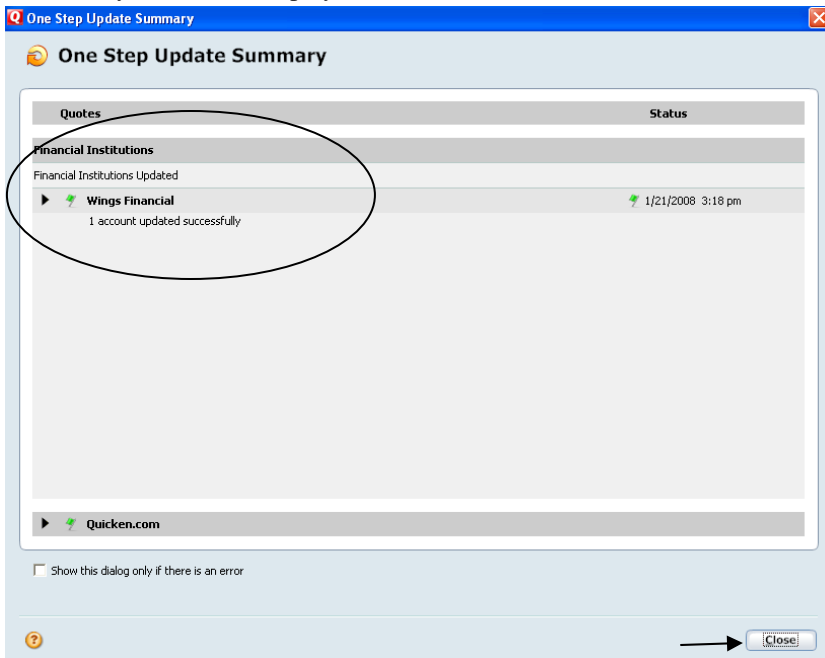 One Step Update Summary
One Step Update Summary
Quotes Status
Financial Institutions
Financial Institutions Updated
Wings Financial 1/21/2008 3:18 pm
1 account updated successfully
Quicken.com
Show this dialog only if there is an error
Close